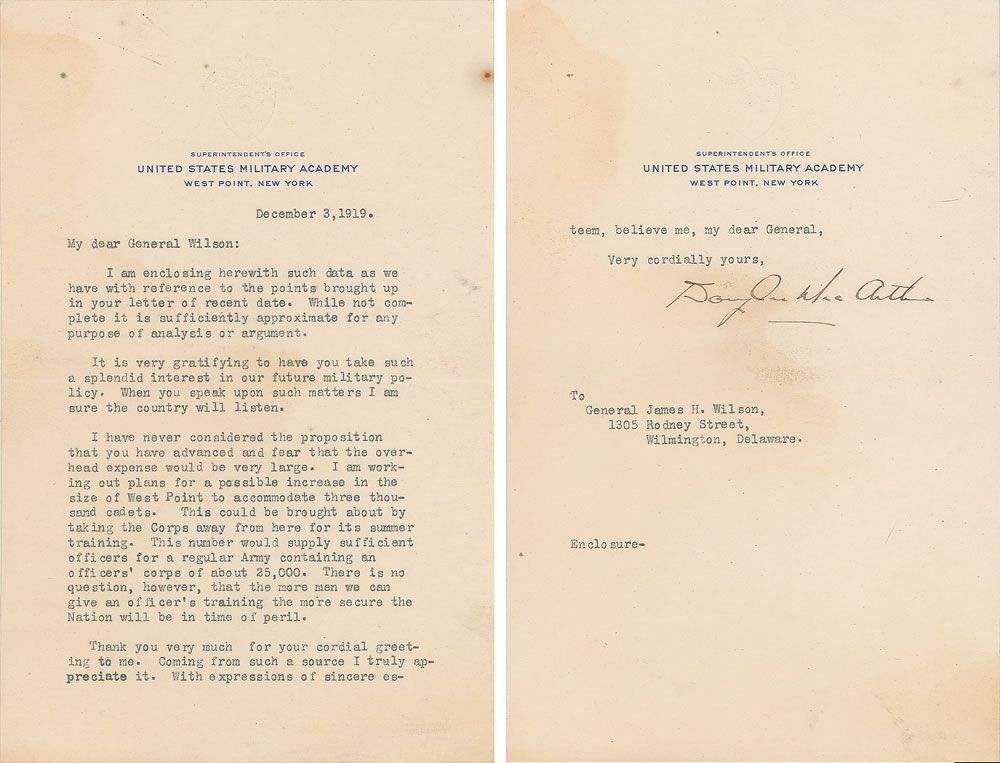 SUPERINTENDENT'S OFFICE
UNITED STATES MILITARY ACADEMY
WEST POINT, NEW YORK
December 3,1919.
My dear General Wilson:
I am enclosing herewith such data as we
have with reference to the points brought up
in your letter of recent date. While not com-
plete it is sufficiently approximate for any
purpose of analysis or argument.
It is very gratifying to have you take such
a splendid interest in our future military po-
licy. When you speak upon such matters I am
sure the country will listen.
I have never considered the proposition
that you have advanced and fear that the over-
head expense would be very large. I am work-
ing out plans for a possible increase in the
size of West Point to accommodate three thou-
sand cadets. This could be brought about by
taking the Corps away from here for its summer
training. This number would supply sufficient
officers for a regular Army containing an
officers' corps of about 25,000. There is no
question, however, that the more men we can
give an officer's training the more secure the
Nation will be in time of peril.
Thank you very much for your cordial greet-
ing to me. Coming from such a source I truly ap-
preciate it. With expressions of sincere es-
SUPERINTENDENT'S OFFICE
UNITED STATES MILITARY ACADEMY
WEST POINT, NEW YORK
teem, believe me, my dear General,
Very cordially yours,
Douglas MacArthur
To
General James H. Wilson,
1305 Rodney Street,
Wilmington, Delaware.
Enclosure-